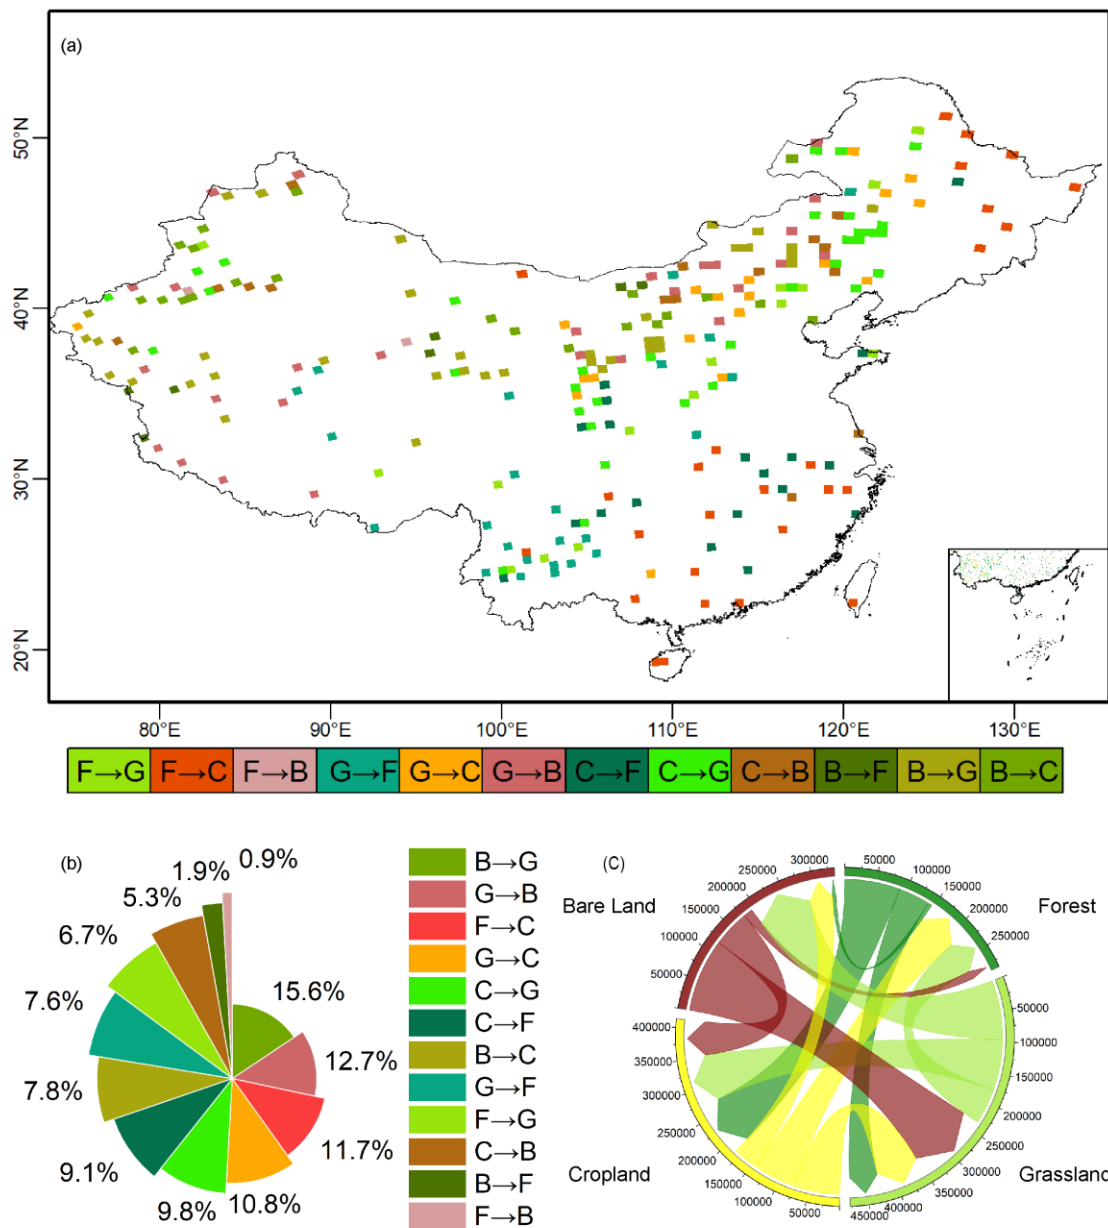 (a)
50°N
40°N
30°N
20°N
80°E 90°E 100°E 110°E 120°E 130°E
F→G F→C F→B G→F G→C G→B C→F C→G C→B B→F B→G B→C
(b)
0.9%
1.9%
5.3%
6.7%
7.6%
7.8%
9.1%
9.8%
10.8%
11.7%
12.7%
15.6%
B→G
G→B
F→C
G→C
C→G
C→F
B→C
G→F
F→G
C→B
B→F
F→B
(C)
Bare Land
50000
100000
150000
200000
250000
300000
Forest
50000
100000
150000
200000
250000
Grassland
50000
100000
150000
200000
250000
300000
350000
400000
450000
Cropland
50000
100000
150000
200000
250000
300000
350000
400000